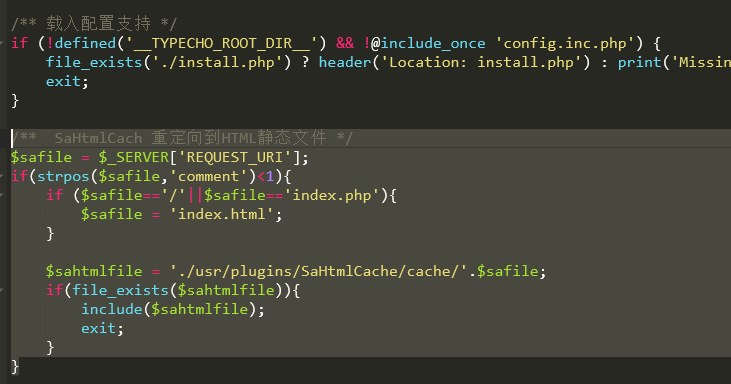 /** 载入配置支持 */
if (!defined('__TYPECHO_ROOT_DIR__') && !@include_once 'config.inc.php') {
    file_exists('./install.php') ? header('Location: install.php') : print('Missin
    exit;
}
/**  SaHtmlCach 重定向到HTML静态文件 */
$safile = $_SERVER['REQUEST_URI'];
if(strpos($safile,'comment')<1){
    if ($safile=='/'||$safile=='index.php'){
        $safile = 'index.html';
    }
    $sahtmlfile = './usr/plugins/SaHtmlCache/cache/'.$safile;
    if(file_exists($sahtmlfile)){
        include($sahtmlfile);
        exit;
    }
}